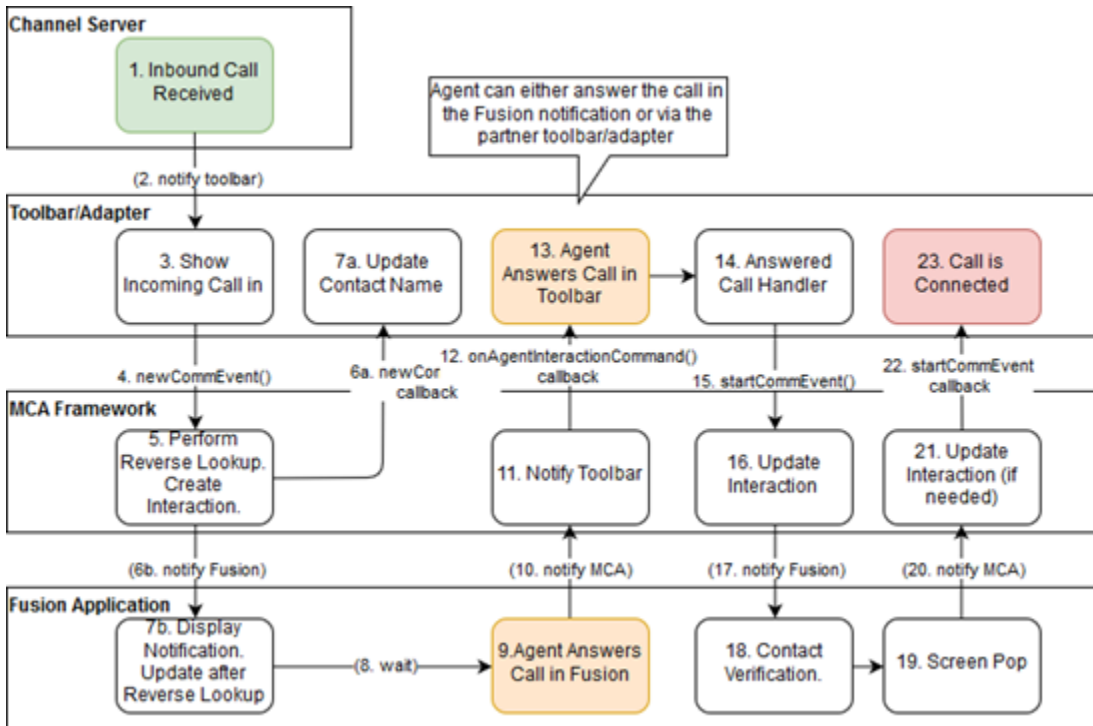 Channel Server
1. Inbound Call
Received
Agent can either answer the call in
the Fusion notification or via the
partner toolbar/adapter
(2. notify toolbar)
Toolbar/Adapter
3. Show
Incoming Call in
7a. Update
Contact Name
13. Agent
Answers Call in
Toolbar
14. Answered
Call Handler
23. Call is
Connected
4. newCommEvent()
6a. newCor
callback
12. onAgentInteractionCommand()
callback
15. startCommEvent()
22. startCommEvent
callback
MCA Framework
5. Perform
Reverse Lookup.
Create
Interaction.
11. Notify Toolbar
16. Update
Interaction
21. Update
Interaction (if
needed)
(6b. notify Fusion)
(10. notify MCA)
(17. notify Fusion)
(20. notify MCA)
Fusion Application
7b. Display
Notification.
Update after
Reverse Lookup
(8. wait)
9.Agent Answers
Call in Fusion
18. Contact
Verification.
19. Screen Pop